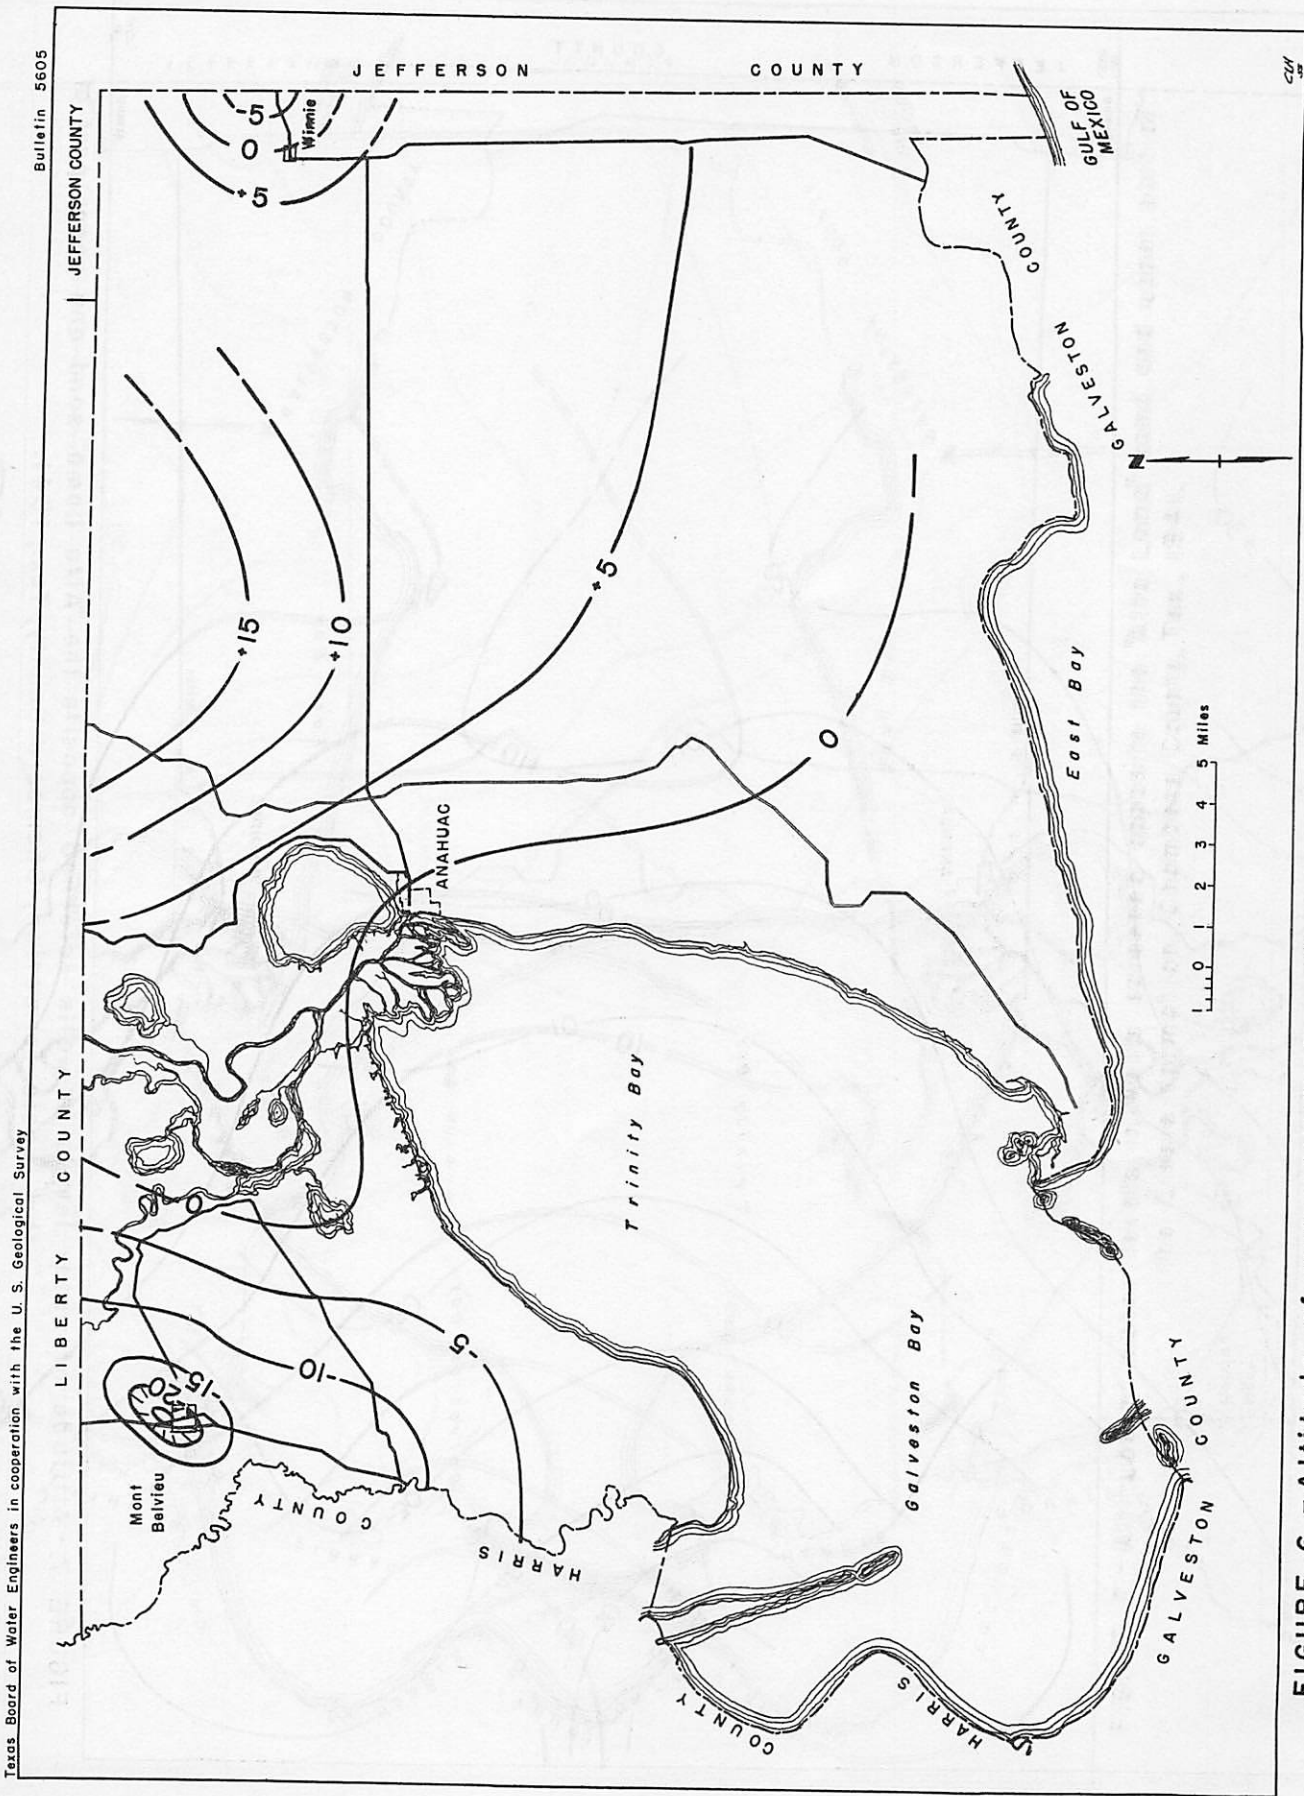 Texas Board of Water Engineers in cooperation with the U. S. Geological Survey
Bulletin 5605
LIBERTY COUNTY
JEFFERSON COUNTY
JEFFERSON COUNTY
-5
0
+5
Winnie
+15
+10
+5
0
0
-5
-10
-15
-20
Mont
Belvieu
ANAHUAC
HARRIS COUNTY
Trinity Bay
Galveston Bay
East Bay
GULF OF
MEXICO
GALVESTON COUNTY
N
HARRIS COUNTY
GALVESTON COUNTY
1 0 1 2 3 4 5 Miles